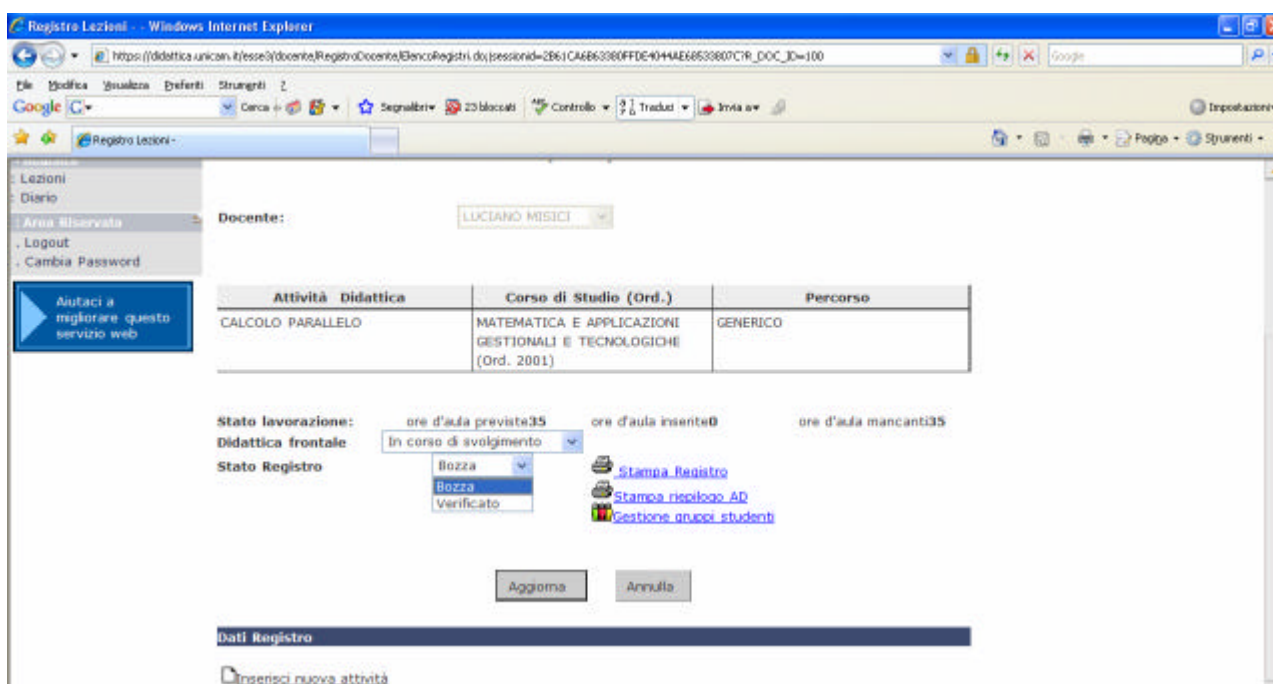 Registro Lezioni - - Windows Internet Explorer
Google
File Modifica Visualizza Preferiti Strumenti ?
Google G Cerca Segnalibri 23 bloccati Controllo Traduci Invia a Impostazioni
Registro Lezioni - Pagina Strumenti
Lezioni
Diario
Area Riservata
. Logout
. Cambia Password
Aiutaci a
migliorare questo
servizio web
Docente: LUCIANO MISICI
Attività Didattica Corso di Studio (Ord.) Percorso
CALCOLO PARALLELO MATEMATICA E APPLICAZIONI GENERICO
GESTIONALI E TECNOLOGICHE
(Ord. 2001)
Stato lavorazione: ore d'aula previste35 ore d'aula inserite0 ore d'aula mancanti35
Didattica frontale In corso di svolgimento
Stato Registro Bozza Stampa Registro
Bozza Stampa riepilogo AD
Verificato Gestione gruppi studenti
Aggiorna Annulla
Dati Registro
Inserisci nuova attività